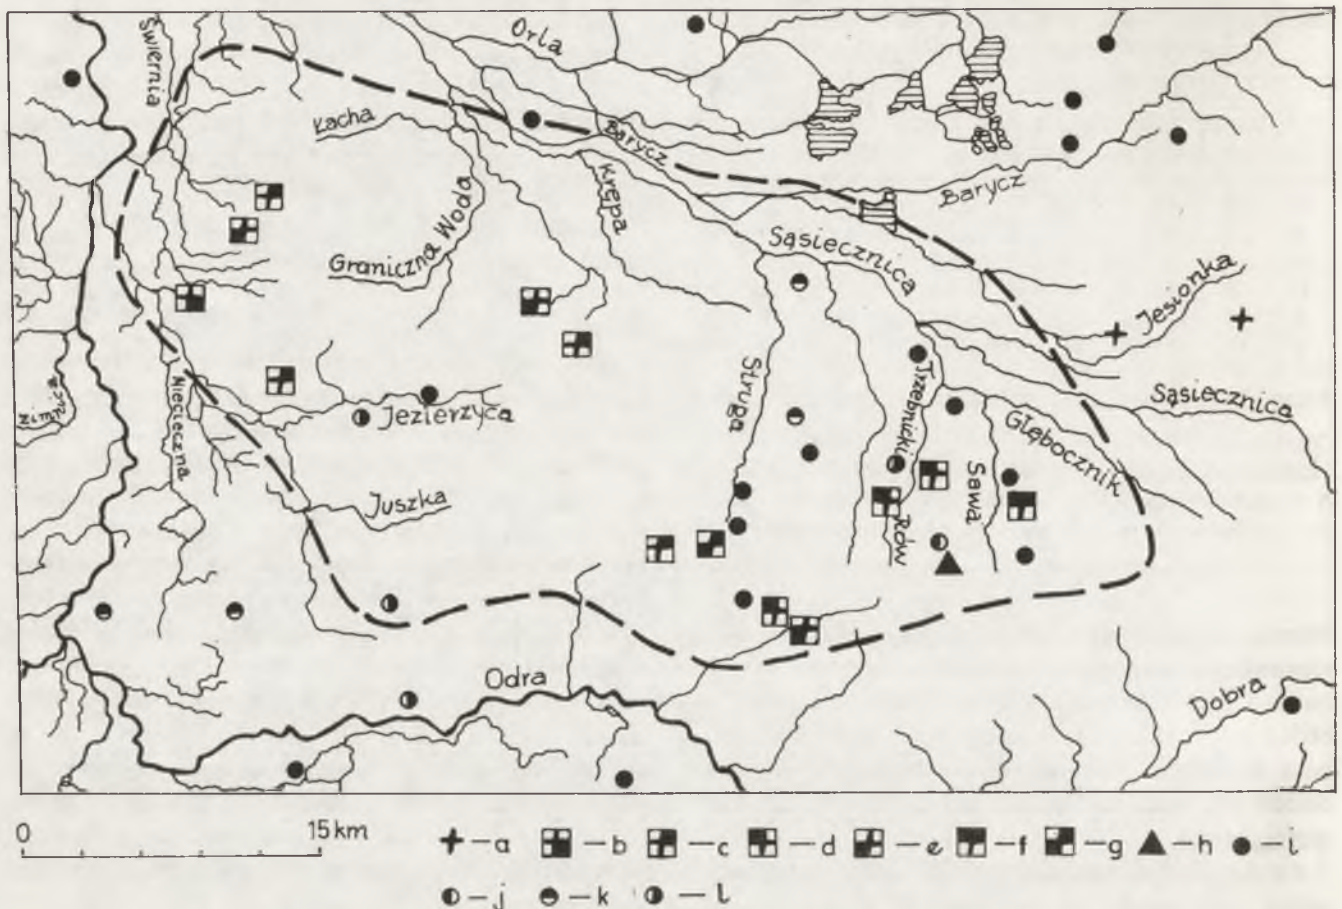 Świernia
Orla
Łacha
Barycz
Krępa
Barycz
Graniczna Woda
Sąsiecznica
Jesionka
Struga
Trzebnicki
Rów
Sąsiecznica
Głębocznik
Sawa
Zimnica
Niecieczna
Jezierzyca
Juszka
Odra
Dobra
0 15 km
a b c d e f g h i
j k l